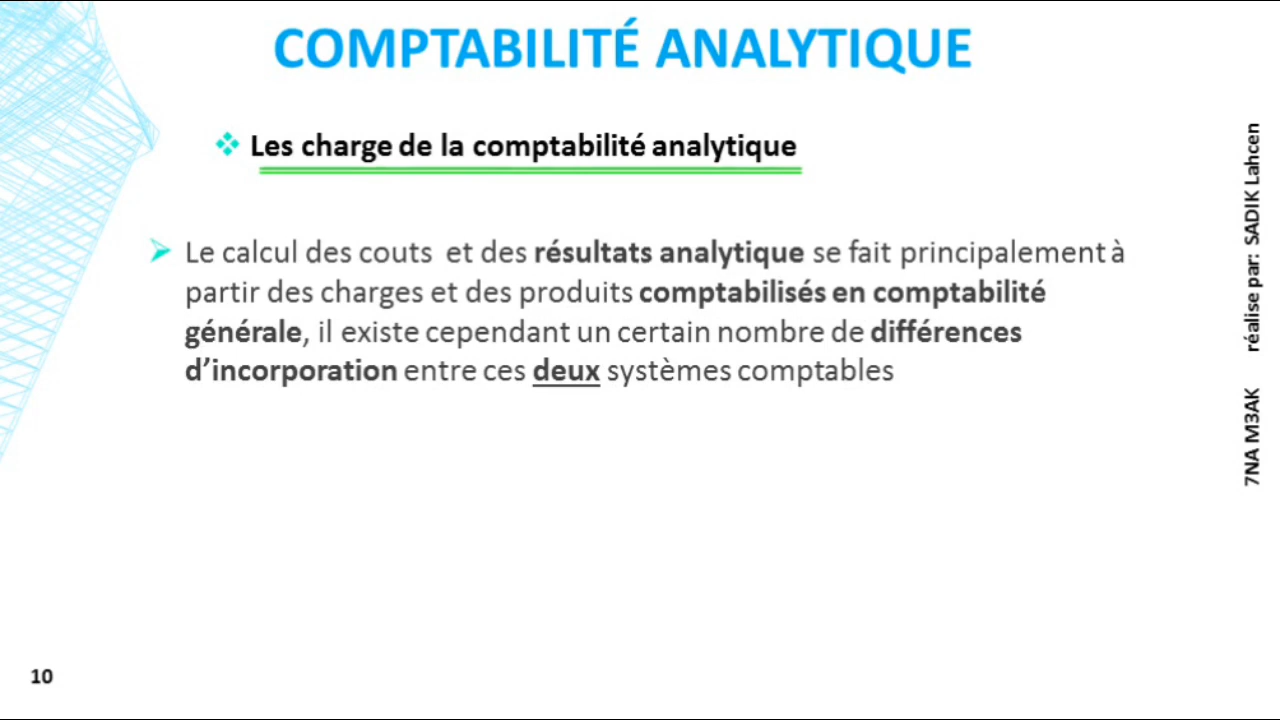 COMPTABILITÉ ANALYTIQUE
Les charge de la comptabilité analytique
Le calcul des couts et des résultats analytique se fait principalement à
partir des charges et des produits comptabilisés en comptabilité
générale, il existe cependant un certain nombre de différences
d’incorporation entre ces deux systèmes comptables
7NA M3AK réalise par: SADIK Lahcen
10